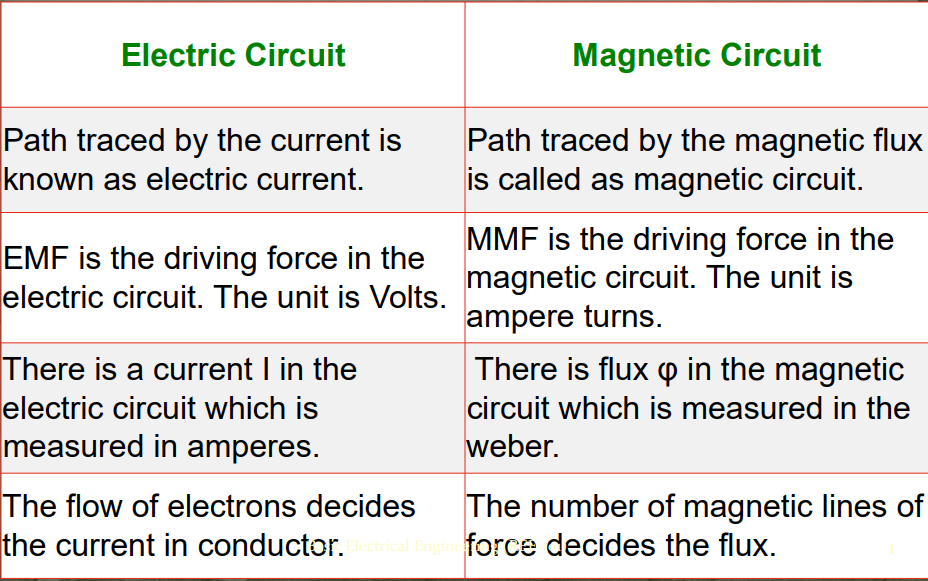 Electric Circuit
Magnetic Circuit
Path traced by the current is
known as electric current.
Path traced by the magnetic flux
is called as magnetic circuit.
EMF is the driving force in the
electric circuit. The unit is Volts.
MMF is the driving force in the
magnetic circuit. The unit is
ampere turns.
There is a current I in the
electric circuit which is
measured in amperes.
There is flux φ in the magnetic
circuit which is measured in the
weber.
The flow of electrons decides
the current in conductor.
The number of magnetic lines of
force decides the flux.
Electrical Engineering
1